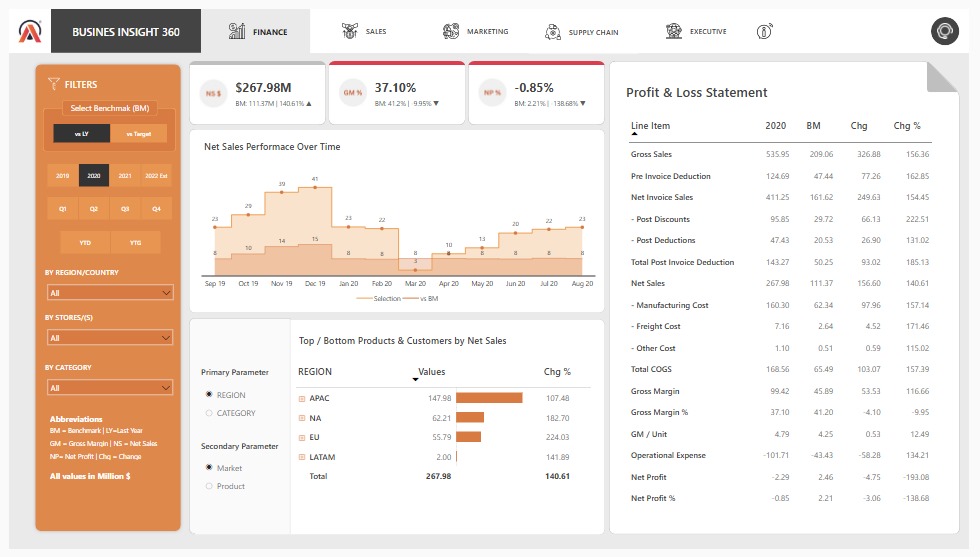 BUSINES INSIGHT 360
FINANCE
SALES
MARKETING
SUPPLY CHAIN
EXECUTIVE
FILTERS
Select Benchmak (BM)
vs LY vs Target
2019 2020 2021 2022 Est
Q1 Q2 Q3 Q4
YTD YTG
BY REGION/COUNTRY
All
BY STORES/(S)
All
BY CATEGORY
All
Abbreviations
BM = Benchmark | LY=Last Year
GM = Gross Margin | NS = Net Sales
NP= Net Profit | Chg = Change
All values in Million $
NS $
$267.98M
BM: 111.37M | 140.61% ▲
GM %
37.10%
BM: 41.2% | -9.95% ▼
NP %
-0.85%
BM: 2.21% | -138.68% ▼
Net Sales Performace Over Time
23 29 39 41 23 22 3 10 13 20 22 23
8 10 14 15 8 8 8 8 8 8 8 8
Sep 19 Oct 19 Nov 19 Dec 19 Jan 20 Feb 20 Mar 20 Apr 20 May 20 Jun 20 Jul 20 Aug 20
Selection vs BM
Primary Parameter
REGION
CATEGORY
Secondary Parameter
Market
Product
Top / Bottom Products & Customers by Net Sales
REGION Values Chg %
APAC 147.98 107.48
NA 62.21 182.70
EU 55.79 224.03
LATAM 2.00 141.89
Total 267.98 140.61
Profit & Loss Statement
Line Item 2020 BM Chg Chg %
Gross Sales 535.95 209.06 326.88 156.36
Pre Invoice Deduction 124.69 47.44 77.26 162.85
Net Invoice Sales 411.25 161.62 249.63 154.45
- Post Discounts 95.85 29.72 66.13 222.51
- Post Deductions 47.43 20.53 26.90 131.02
Total Post Invoice Deduction 143.27 50.25 93.02 185.13
Net Sales 267.98 111.37 156.60 140.61
- Manufacturing Cost 160.30 62.34 97.96 157.14
- Freight Cost 7.16 2.64 4.52 171.46
- Other Cost 1.10 0.51 0.59 115.02
Total COGS 168.56 65.49 103.07 157.39
Gross Margin 99.42 45.89 53.53 116.66
Gross Margin % 37.10 41.20 -4.10 -9.95
GM / Unit 4.79 4.25 0.53 12.49
Operational Expense -101.71 -43.43 -58.28 134.21
Net Profit -2.29 2.46 -4.75 -193.08
Net Profit % -0.85 2.21 -3.06 -138.68